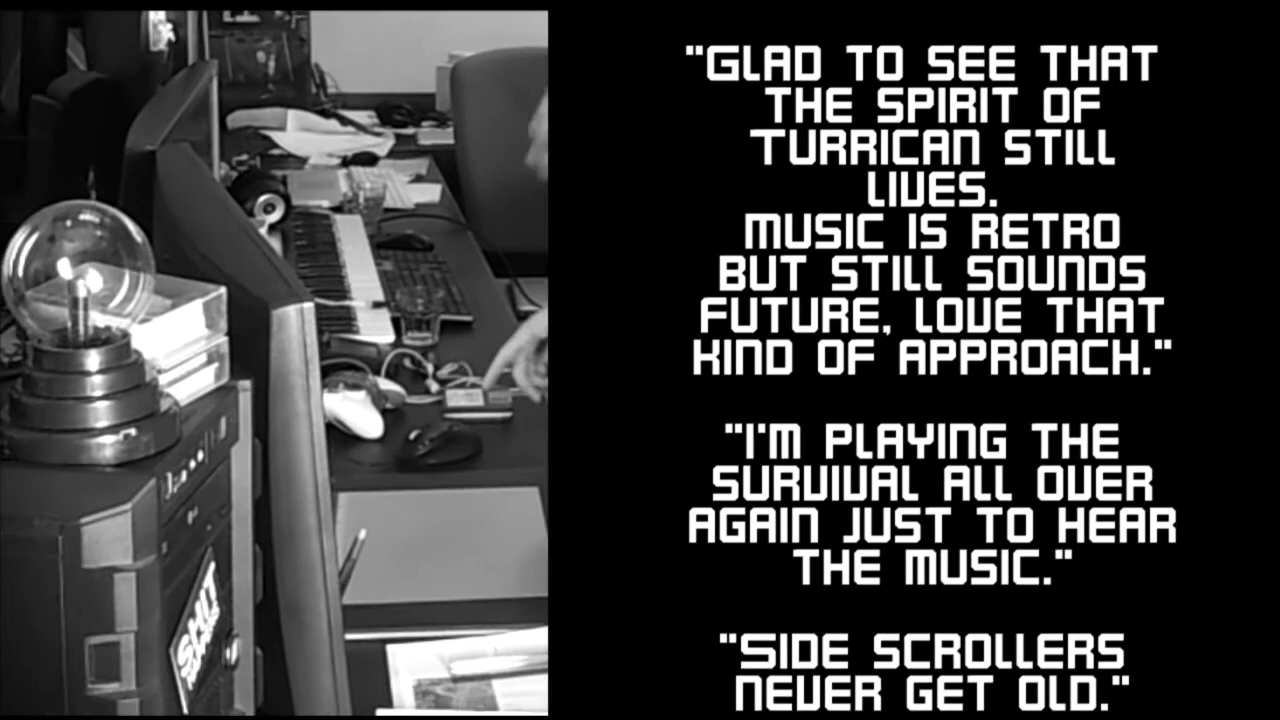 "GLAD TO SEE THAT
THE SPIRIT OF
TURRICAN STILL
LIVES.
MUSIC IS RETRO
BUT STILL SOUNDS
FUTURE, LOVE THAT
KIND OF APPROACH."
"I'M PLAYING THE
SURVIVAL ALL OVER
AGAIN JUST TO HEAR
THE MUSIC."
"SIDE SCROLLERS
NEVER GET OLD."
SHIT